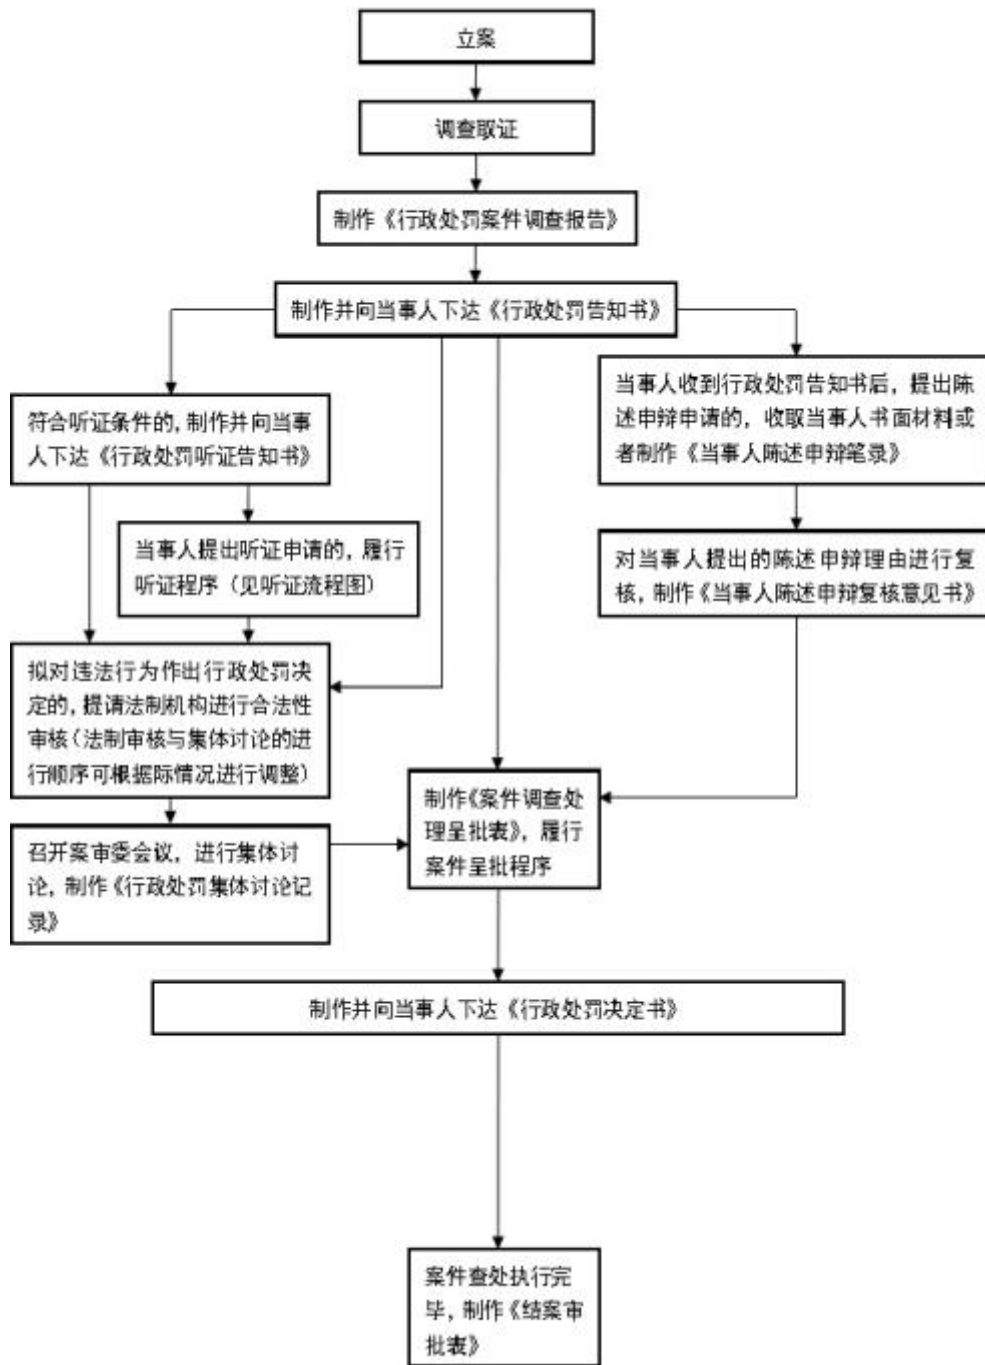 立案
调查取证
制作《行政处罚案件调查报告》
制作并向当事人下达《行政处罚告知书》
符合听证条件的，制作并向当事
人下达《行政处罚听证告知书》
当事人提出听证申请的，履行
听证程序（见听证流程图）
拟对违法行为作出行政处罚决
定的，提请法制机构进行合法性
审核（法制审核与集体讨论的进
行顺序可根据际情况进行调整）
召开案审委会议，进行集体讨
论，制作《行政处罚集体讨论记
录》
当事人收到行政处罚告知书后，提出陈
述申辩申请的，收取当事人书面材料或
者制作《当事人陈述申辩笔录》
对当事人提出的陈述申辩理由进行复
核，制作《当事人陈述申辩复核意见书》
制作《案件调查处
理呈批表》，履行
案件呈批程序
制作并向当事人下达《行政处罚决定书》
案件查处执行完
毕，制作《结案审
批表》